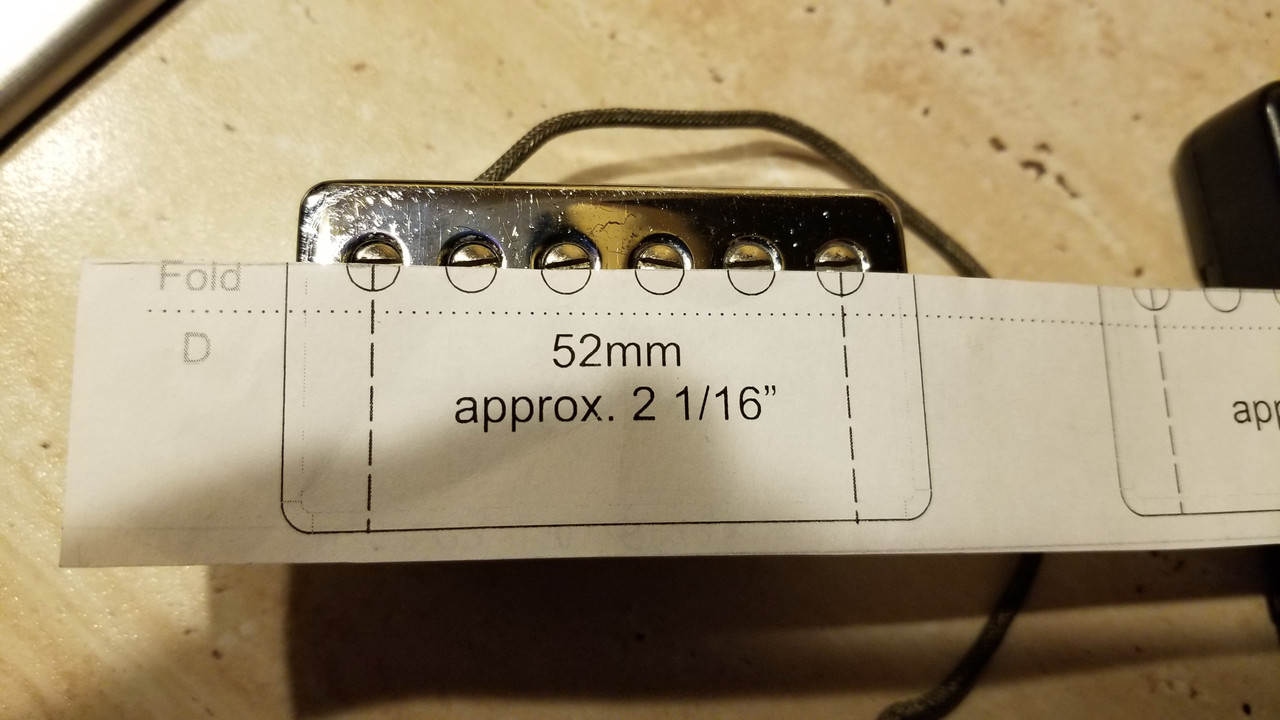 Fold
D
52mm
approx. 2 1/16”